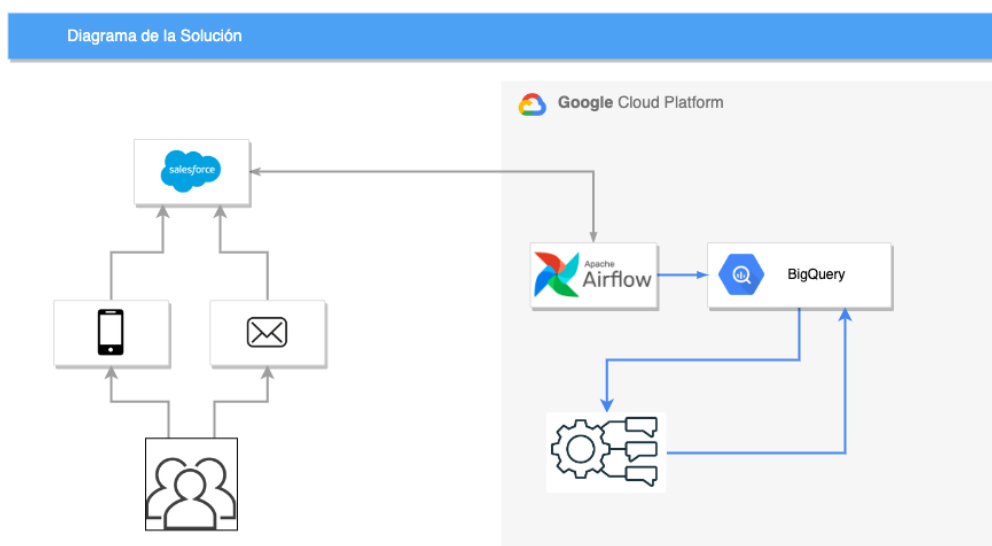 Diagrama de la Solución
Google Cloud Platform
salesforce
Apache
Airflow
BigQuery